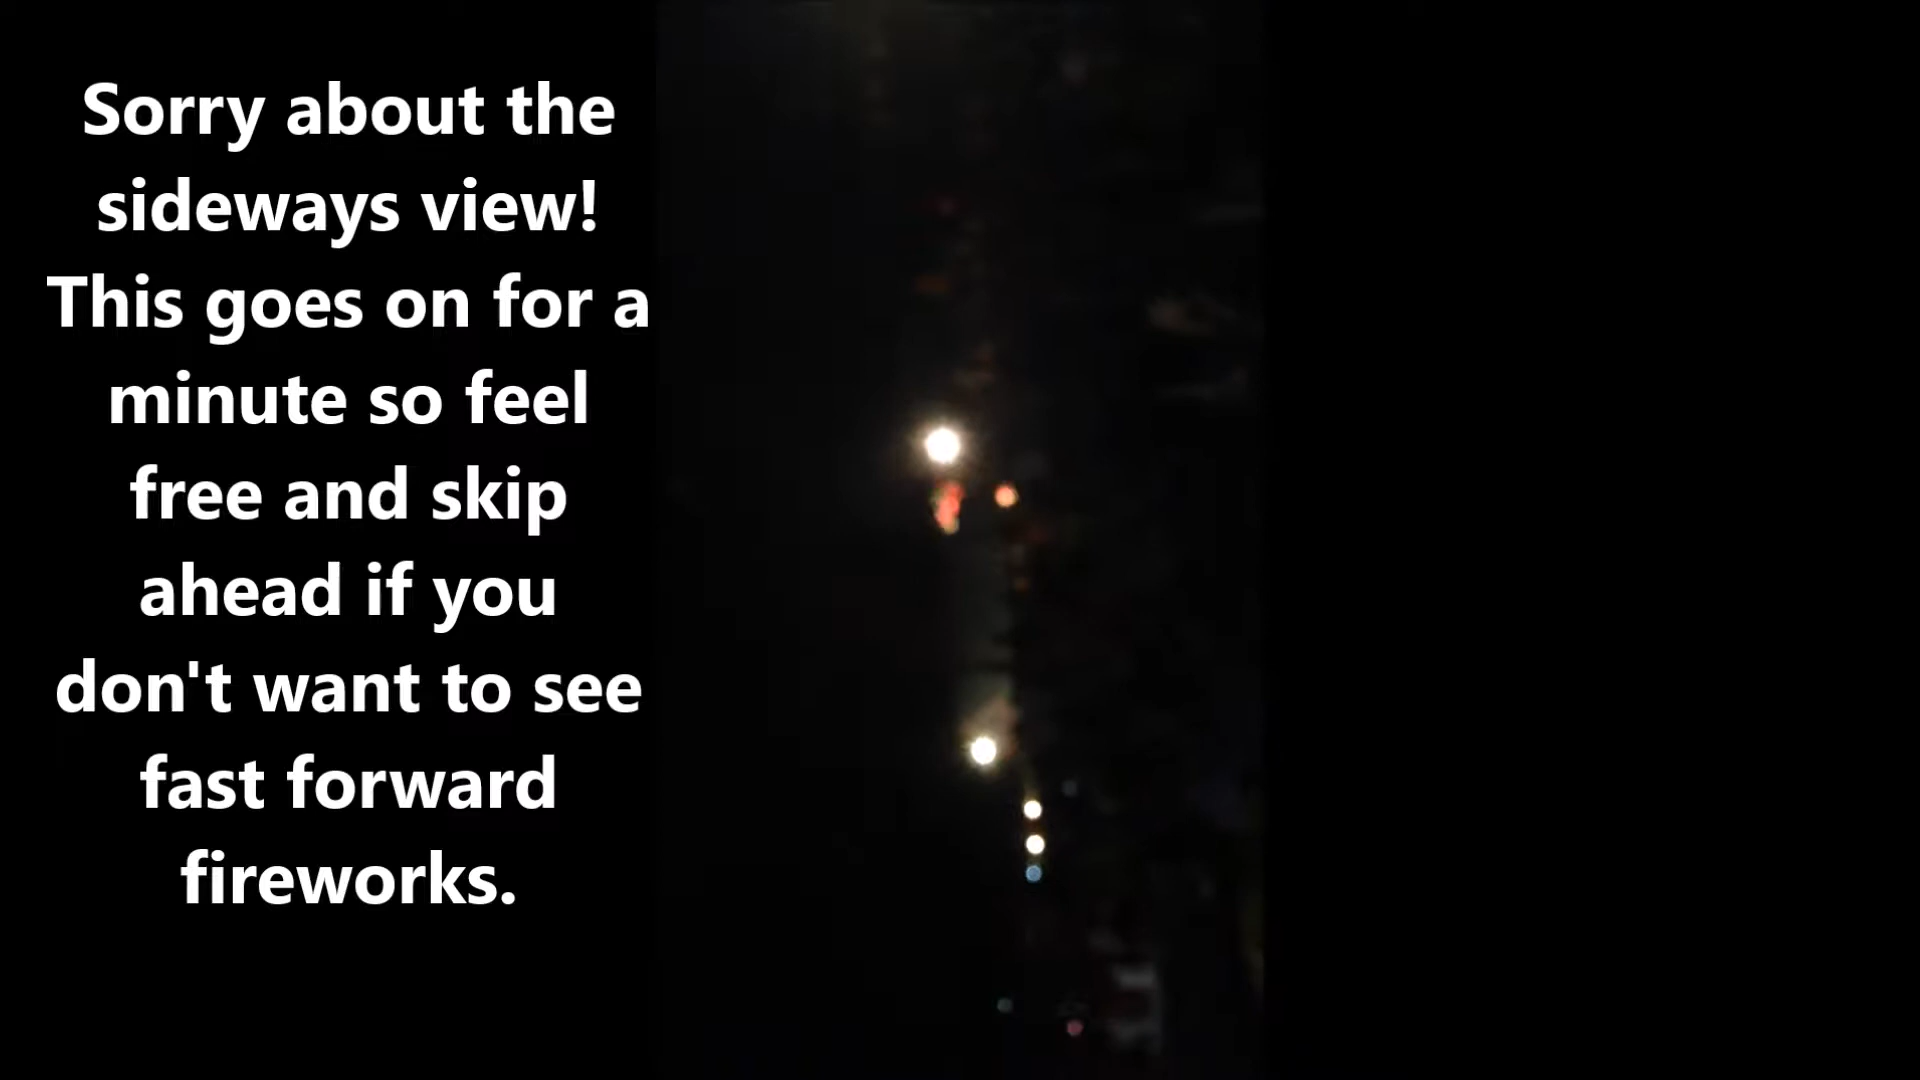 Sorry about the
sideways view!
This goes on for a
minute so feel
free and skip
ahead if you
don't want to see
fast forward
fireworks.